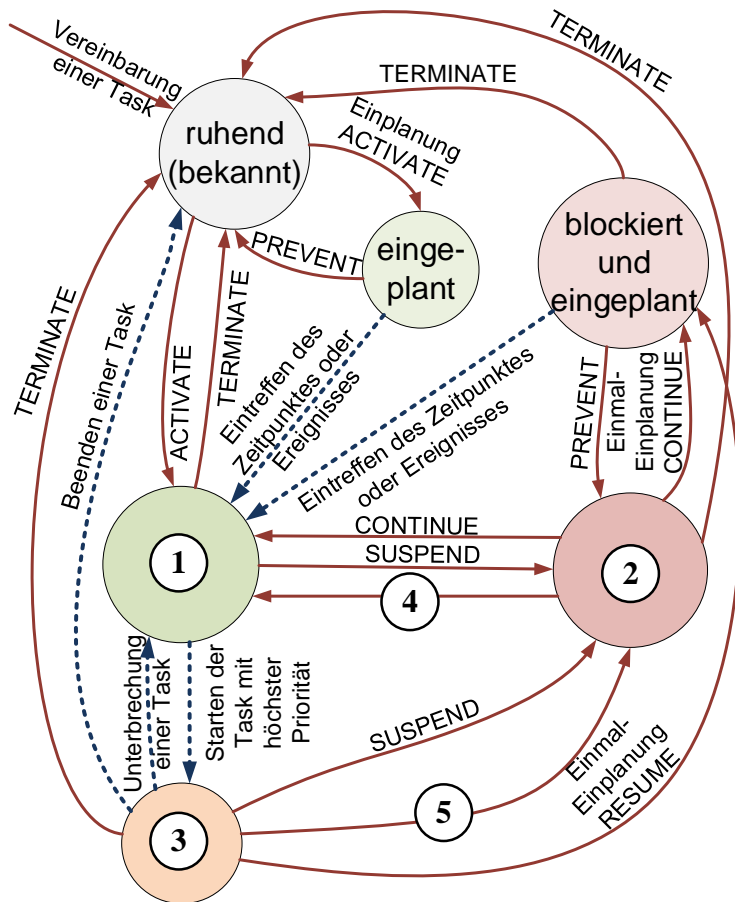 Vereinbarung
einer Task
TERMINATE
TERMINATE
ruhend
(bekannt)
Einplanung
ACTIVATE
PREVENT
einge-
plant
blockiert
und
eingeplant
TERMINATE
Beenden einer Task
ACTIVATE
TERMINATE
Eintreffen des
Zeitpunktes oder
Ereignisses
Eintreffen des Zeitpunktes
oder Ereignisses
PREVENT
Einmal-
Einplanung
CONTINUE
CONTINUE
SUSPEND
1
2
4
Unterbrechung
einer Task
Starten der
Task mit
höchster
Priorität
SUSPEND
Einmal-
Einplanung
RESUME
5
3